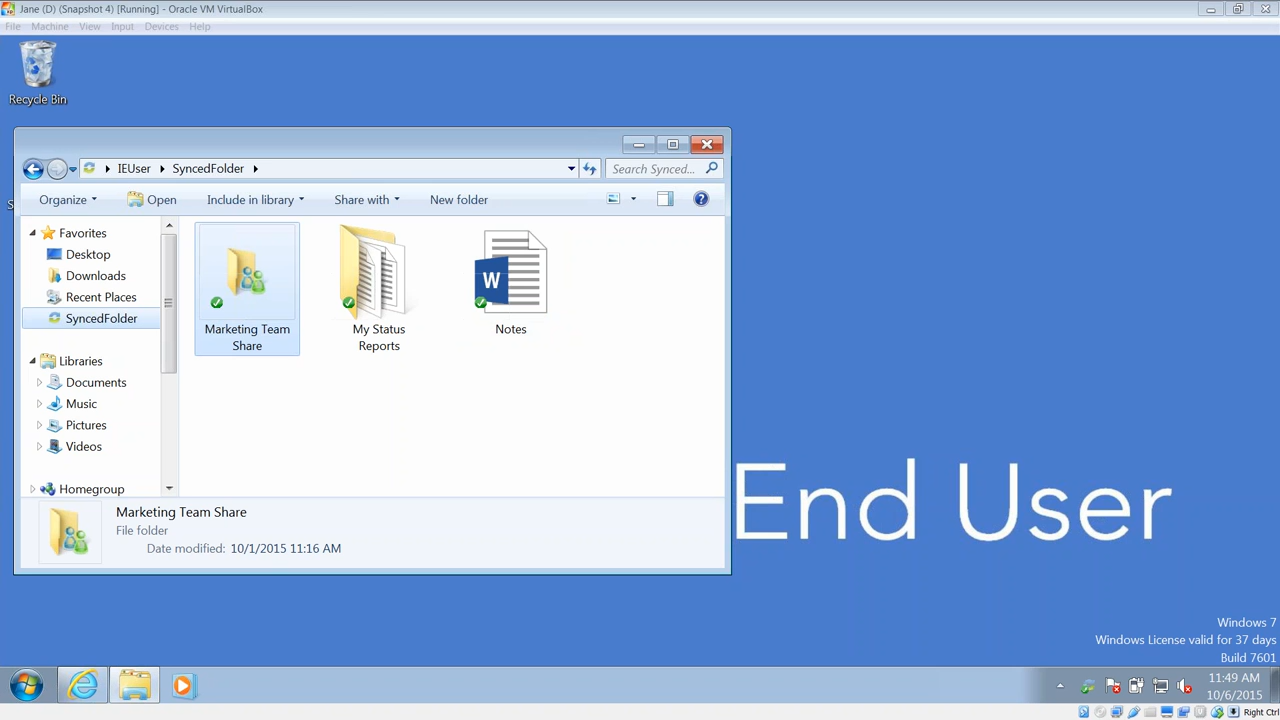 Jane (D) (Snapshot 4) [Running] - Oracle VM VirtualBox
File Machine View Input Devices Help
Recycle Bin
IEUser SyncedFolder
Search Synced...
Organize Open Include in library Share with New folder
Favorites
Desktop
Downloads
Recent Places
SyncedFolder
Libraries
Documents
Music
Pictures
Videos
Homegroup
Marketing Team
Share
My Status
Reports
W
Notes
Marketing Team Share
File folder
Date modified: 10/1/2015 11:16 AM
End User
Windows 7
Windows License valid for 37 days
Build 7601
11:49 AM
10/6/2015
Right Ctrl